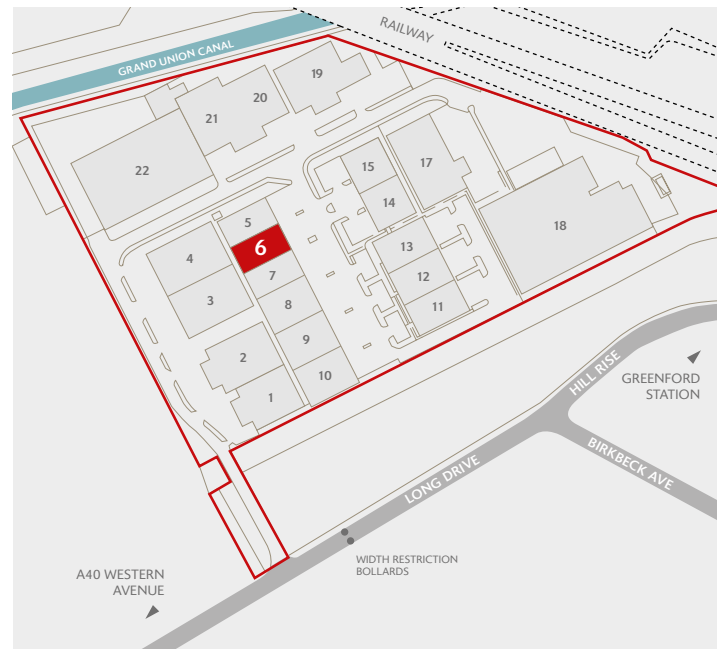 RAILWAY
GRAND UNION CANAL
19
20
21
22
15
17
14
18
5
6
4
13
7
12
3
8
11
9
2
10
1
HILL RISE
GREENFORD
STATION
LONG DRIVE
BIRKBECK AVE
WIDTH RESTRICTION
BOLLARDS
A40 WESTERN
AVENUE